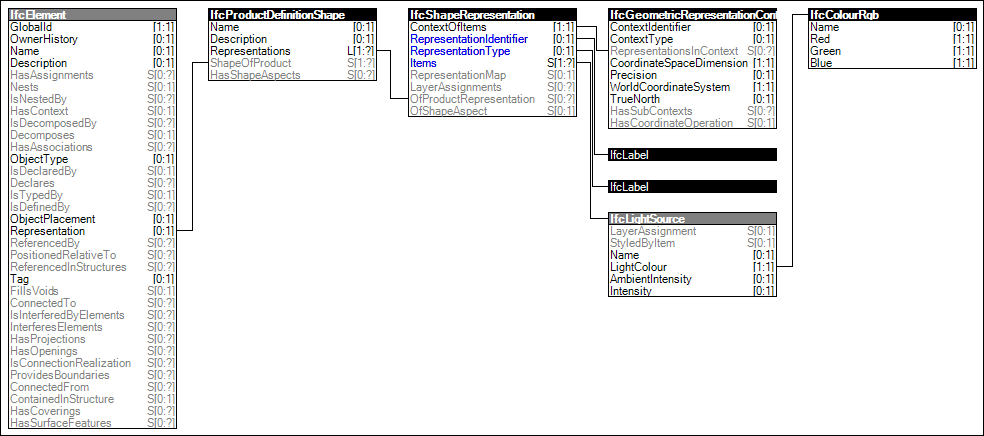 IfcElement
GlobalId [1:1]
OwnerHistory [0:1]
Name [0:1]
Description [0:1]
HasAssignments S[0:?]
Nests S[0:1]
IsNestedBy S[0:?]
HasContext S[0:1]
IsDecomposedBy S[0:?]
Decomposes S[0:1]
HasAssociations S[0:?]
ObjectType [0:1]
IsDeclaredBy S[0:1]
Declares S[0:?]
IsTypedBy S[0:1]
IsDefinedBy S[0:?]
ObjectPlacement [0:1]
Representation [0:1]
ReferencedBy S[0:?]
PositionedRelativeTo S[0:?]
ReferencedInStructures S[0:?]
Tag [0:1]
FillsVoids S[0:1]
ConnectedTo S[0:?]
IsInterferedByElements S[0:?]
InterferesElements S[0:?]
HasProjections S[0:?]
HasOpenings S[0:?]
IsConnectionRealization S[0:?]
ProvidesBoundaries S[0:?]
ConnectedFrom S[0:?]
ContainedInStructure S[0:1]
HasCoverings S[0:?]
HasSurfaceFeatures S[0:?]
IfcProductDefinitionShape
Name [0:1]
Description [0:1]
Representations L[1:?]
ShapeOfProduct S[1:?]
HasShapeAspects S[0:?]
IfcShapeRepresentation
ContextOfItems [1:1]
RepresentationIdentifier [0:1]
RepresentationType [0:1]
Items S[1:?]
RepresentationMap S[0:1]
LayerAssignments S[0:?]
OfProductRepresentation S[0:?]
OfShapeAspect S[0:1]
IfcGeometricRepresentationCont
ContextIdentifier [0:1]
ContextType [0:1]
RepresentationsInContext S[0:?]
CoordinateSpaceDimension [1:1]
Precision [0:1]
WorldCoordinateSystem [1:1]
TrueNorth [0:1]
HasSubContexts S[0:?]
HasCoordinateOperation S[0:1]
IfcLabel
IfcLabel
IfcLightSource
LayerAssignment S[0:1]
StyledByItem S[0:1]
Name [0:1]
LightColour [1:1]
AmbientIntensity [0:1]
Intensity [0:1]
IfcColourRgb
Name [0:1]
Red [1:1]
Green [1:1]
Blue [1:1]